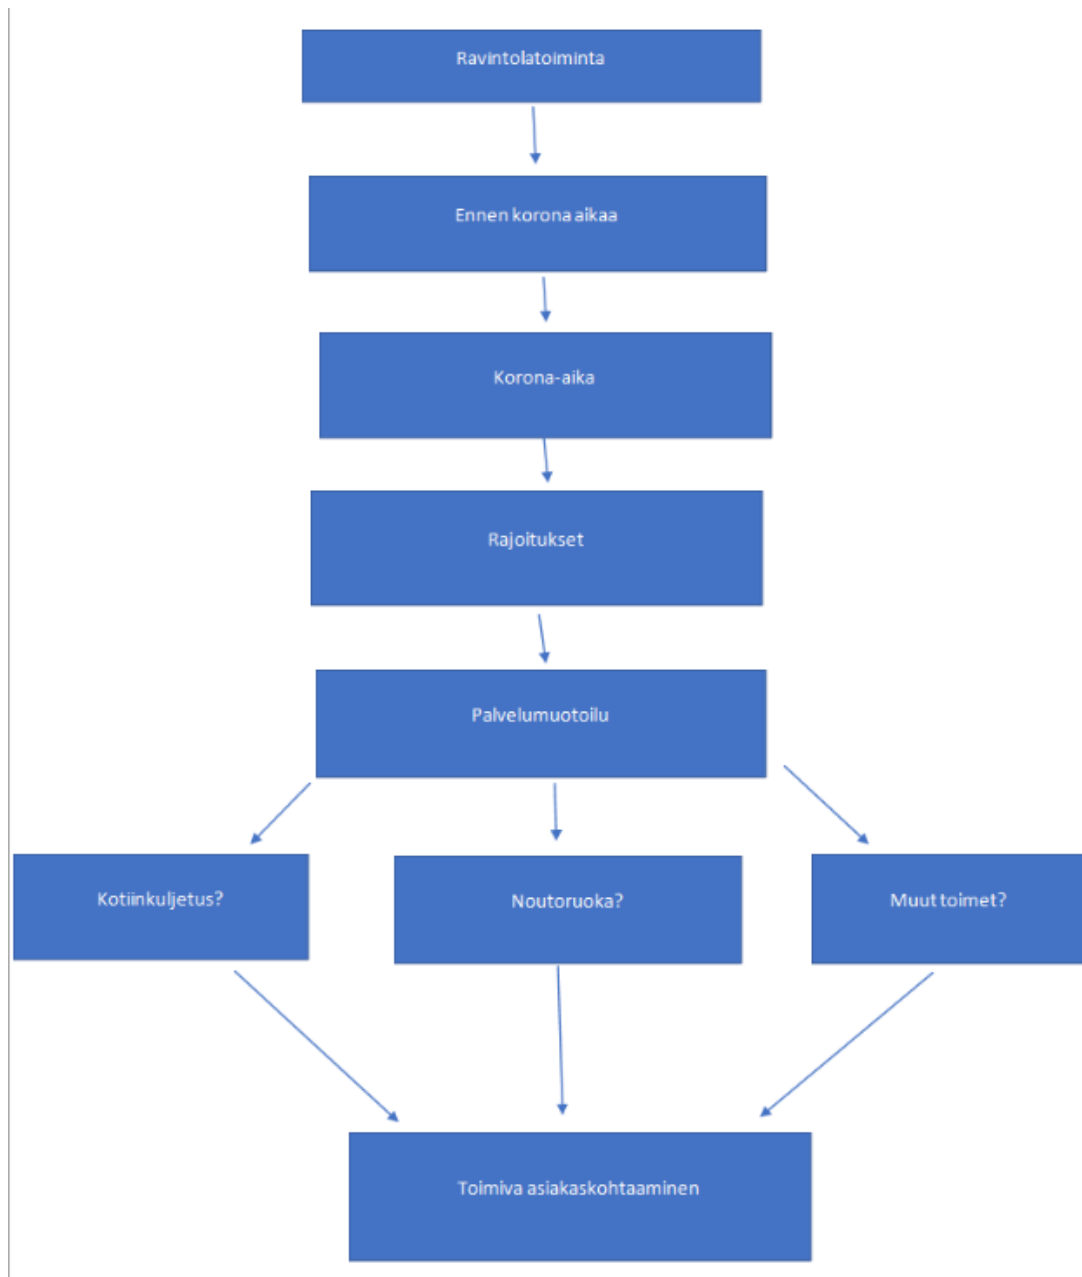 Ravintolatoiminta
Ennen korona aikaa
Korona-aika
Rajoitukset
Palvelumuotoilu
Kotiinkuljetus?
Noutoruoka?
Muut toimet?
Toimiva asiakaskohtaaminen